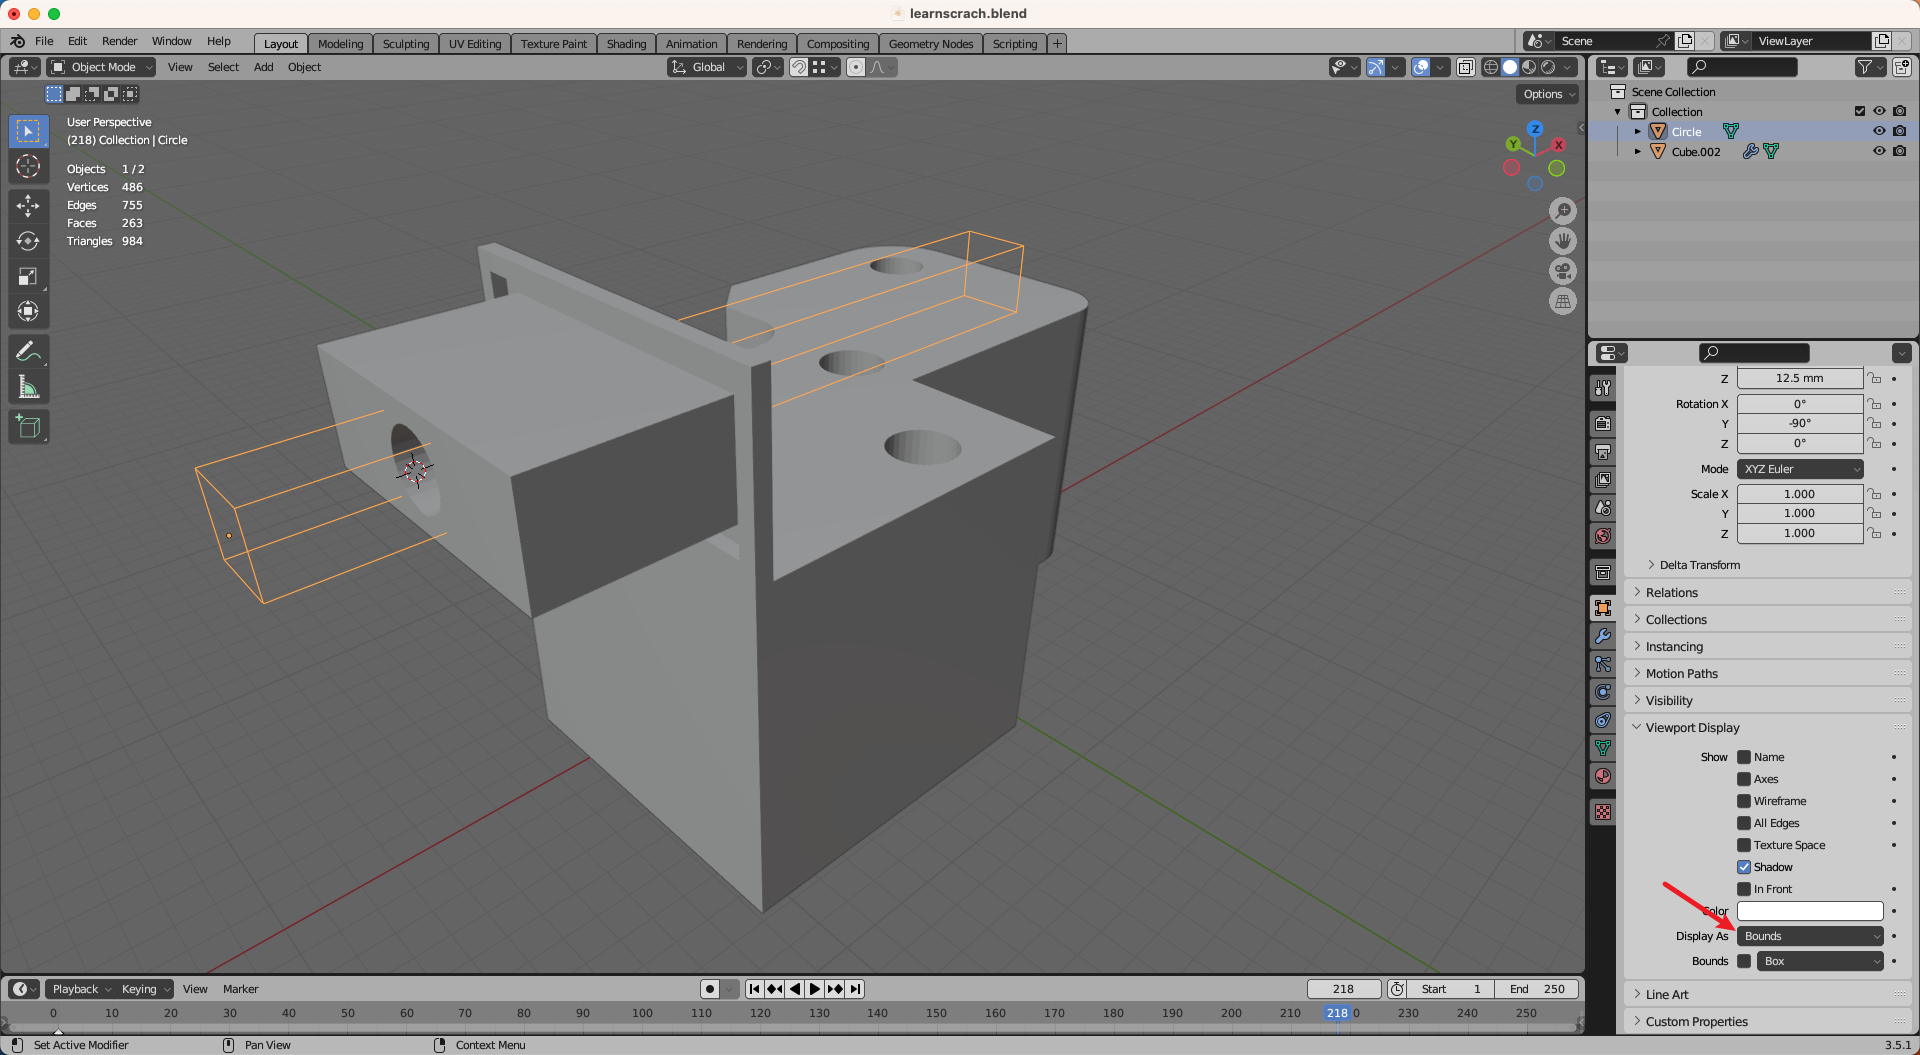 learnscrach.blend
File Edit Render Window Help Layout Modeling Sculpting UV Editing Texture Paint Shading Animation Rendering Compositing Geometry Nodes Scripting + Scene ViewLayer
Object Mode View Select Add Object Global
Options
User Perspective
(218) Collection | Circle
Objects 1 / 2
Vertices 486
Edges 755
Faces 263
Triangles 984
Z
Y
X
Scene Collection
Collection
Circle
Cube.002
Z 12.5 mm
Rotation X 0°
Y -90°
Z 0°
Mode XYZ Euler
Scale X 1.000
Y 1.000
Z 1.000
Delta Transform
Relations
Collections
Instancing
Motion Paths
Visibility
Viewport Display
Show Name
Axes
Wireframe
All Edges
Texture Space
Shadow
In Front
Color
Display As Bounds
Bounds Box
Line Art
Custom Properties
Playback Keying View Marker 218 Start 1 End 250
0 10 20 30 40 50 60 70 80 90 100 110 120 130 140 150 160 170 180 190 200 210 218 0 230 240 250
Set Active Modifier Pan View Context Menu 3.5.1